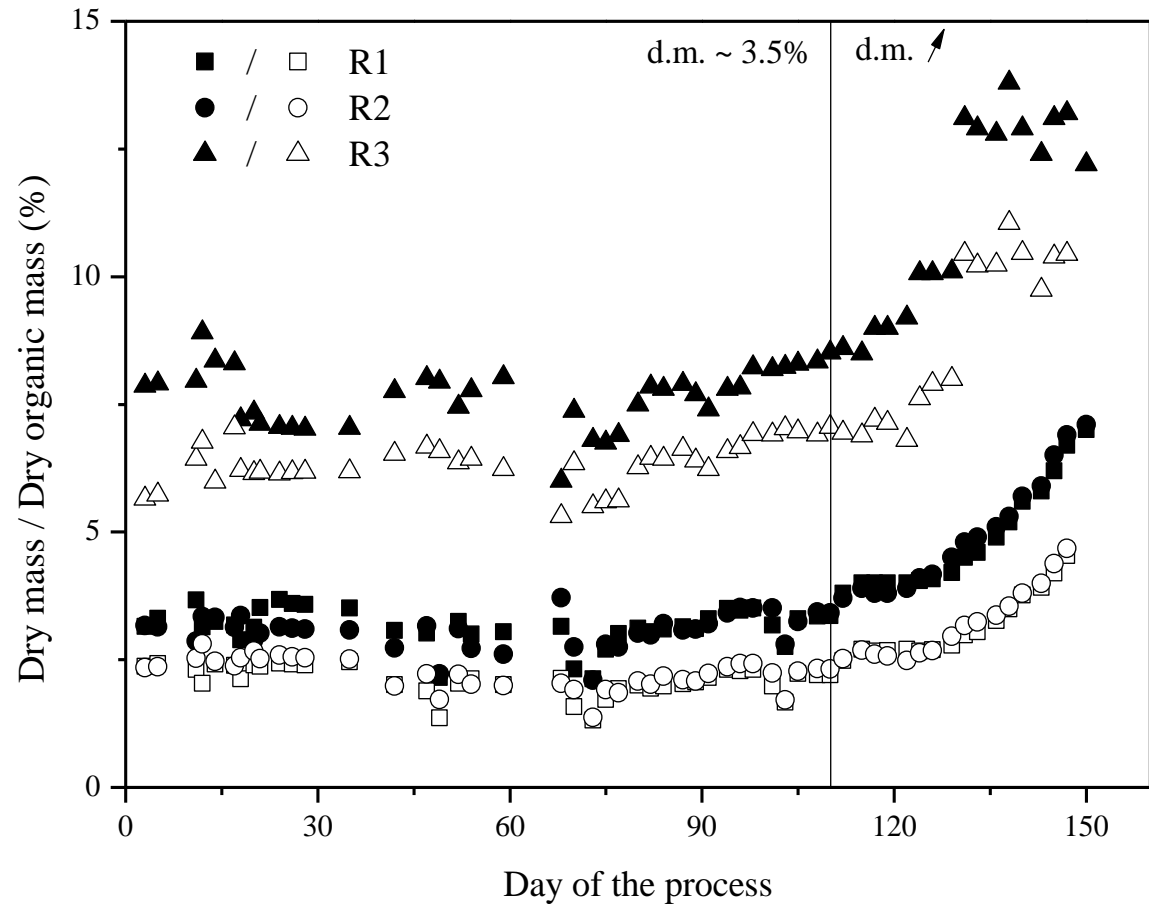 15
d.m. ~ 3.5%
d.m.
/ R1
/ R2
/ R3
10
5
0
0 30 60 90 120 150
Dry mass / Dry organic mass (%)
Day of the process